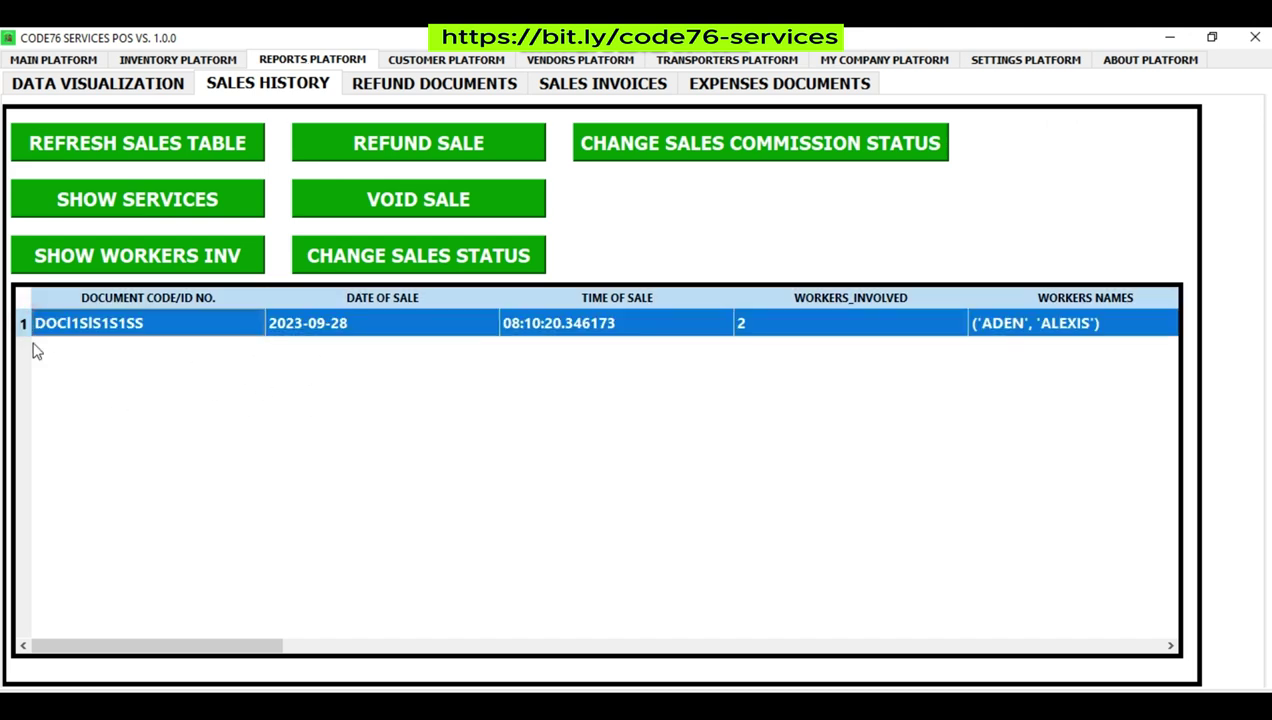 https://bit.ly/code76-services
CODE76 SERVICES POS VS. 1.0.0
MAIN PLATFORM INVENTORY PLATFORM REPORTS PLATFORM CUSTOMER PLATFORM VENDORS PLATFORM TRANSPORTERS PLATFORM MY COMPANY PLATFORM SETTINGS PLATFORM ABOUT PLATFORM
DATA VISUALIZATION SALES HISTORY REFUND DOCUMENTS SALES INVOICES EXPENSES DOCUMENTS
REFRESH SALES TABLE REFUND SALE CHANGE SALES COMMISSION STATUS
SHOW SERVICES VOID SALE
SHOW WORKERS INV CHANGE SALES STATUS
DOCUMENT CODE/ID NO. DATE OF SALE TIME OF SALE WORKERS_INVOLVED WORKERS NAMES
1 DOCl1SlS1S1SS 2023-09-28 08:10:20.346173 2 ('ADEN', 'ALEXIS')